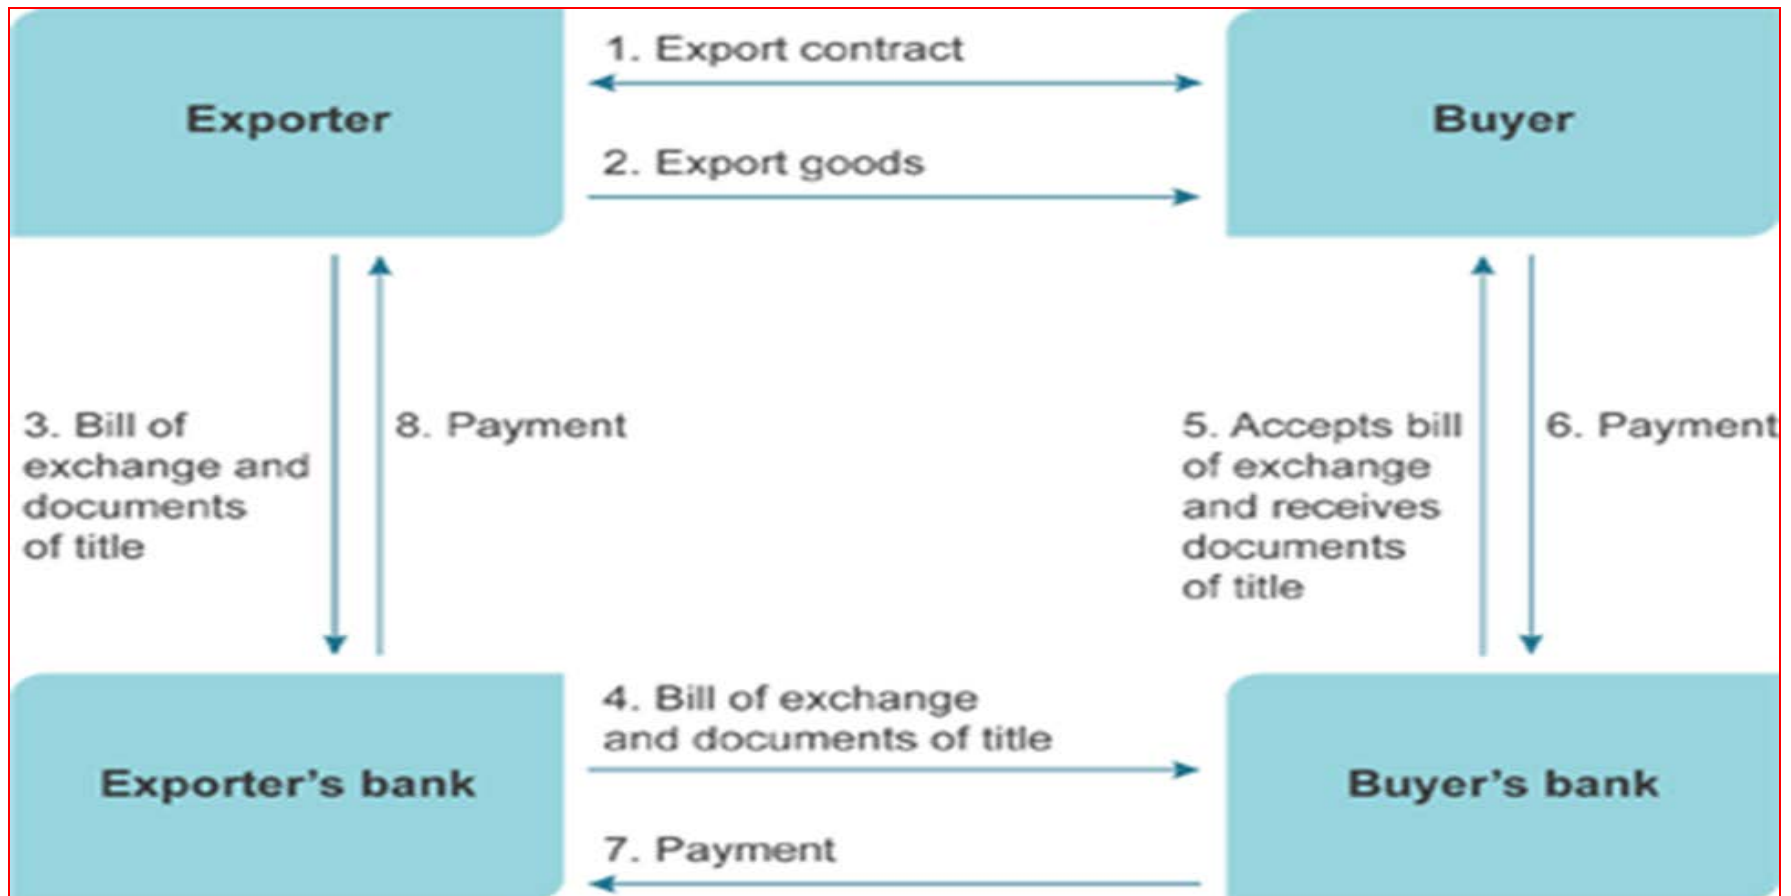 Exporter
1. Export contract
2. Export goods
Buyer
3. Bill of
exchange and
documents
of title
8. Payment
5. Accepts bill
of exchange
and receives
documents
of title
6. Payment
Exporter’s bank
4. Bill of exchange
and documents of title
7. Payment
Buyer’s bank